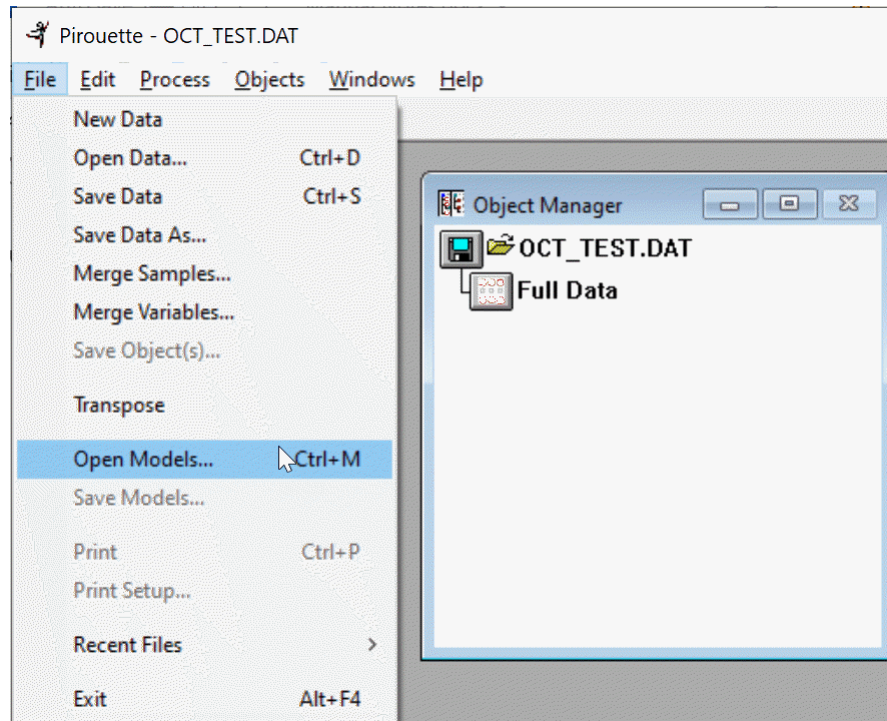 Pirouette - OCT_TEST.DAT
File Edit Process Objects Windows Help
New Data
Open Data... Ctrl+D
Save Data Ctrl+S
Save Data As...
Merge Samples...
Merge Variables...
Save Object(s)...
Transpose
Open Models... Ctrl+M
Save Models...
Print Ctrl+P
Print Setup...
Recent Files
Exit Alt+F4
Object Manager
OCT_TEST.DAT
Full Data